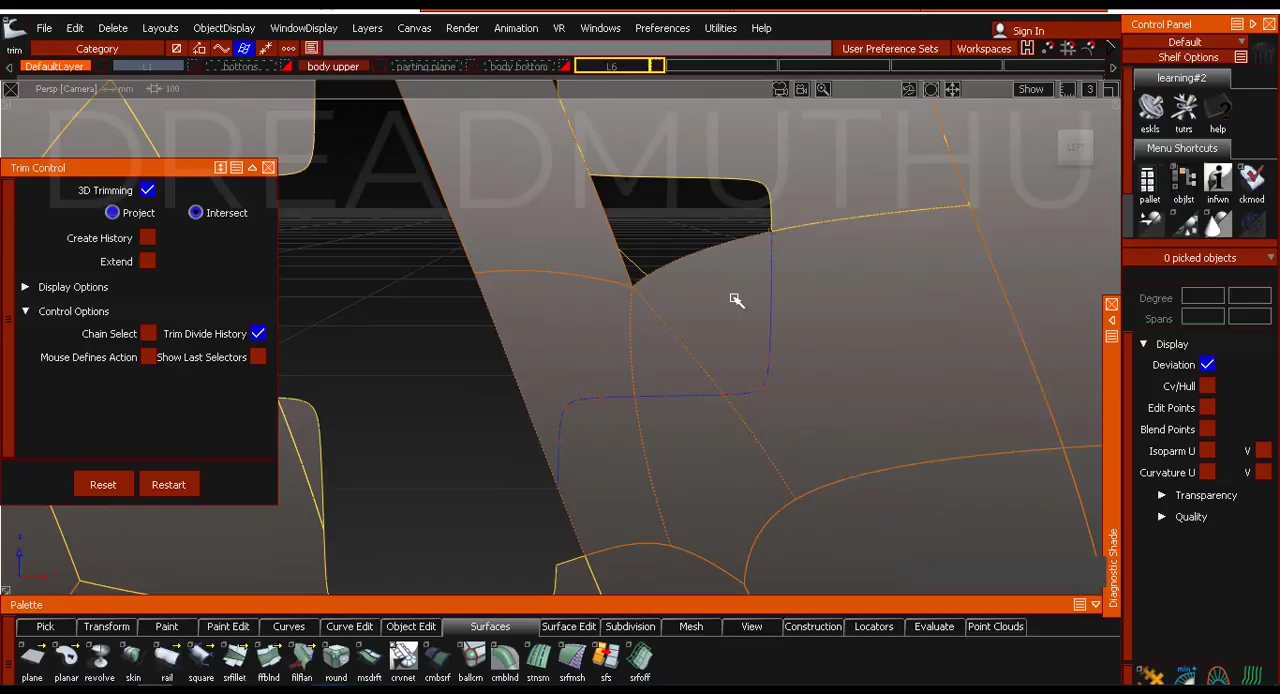 File Edit Delete Layouts ObjectDisplay WindowDisplay Layers Canvas Render Animation VR Windows Preferences Utilities Help
Sign In
Control Panel
trim Category User Preference Sets Workspaces
Default
Shelf Options
DefaultLayer L1 bottons body upper parting plane body bottom L6
learning#2
Persp [Camera] mm 100 Show 3
eskls tutrs help
DREADMUTHU
LEFT
Menu Shortcuts
pallet objlst infwn ckmod
Trim Control
3D Trimming
Project Intersect
Create History
Extend
Display Options
Control Options
Chain Select Trim Divide History
Mouse Defines Action Show Last Selectors
Reset Restart
0 picked objects
Degree
Spans
Display
Deviation
Cv/Hull
Edit Points
Blend Points
Isoparm U V
Curvature U V
Transparency
Quality
Diagnostic Shade
Palette
Pick Transform Paint Paint Edit Curves Curve Edit Object Edit Surfaces Surface Edit Subdivision Mesh View Construction Locators Evaluate Point Clouds
plane planar revolve skin rail square srfillet ffblnd filflan round msdrft crvnet cmbsrf ballcrn cmblnd stnsrn srfmsh sfs srfoff